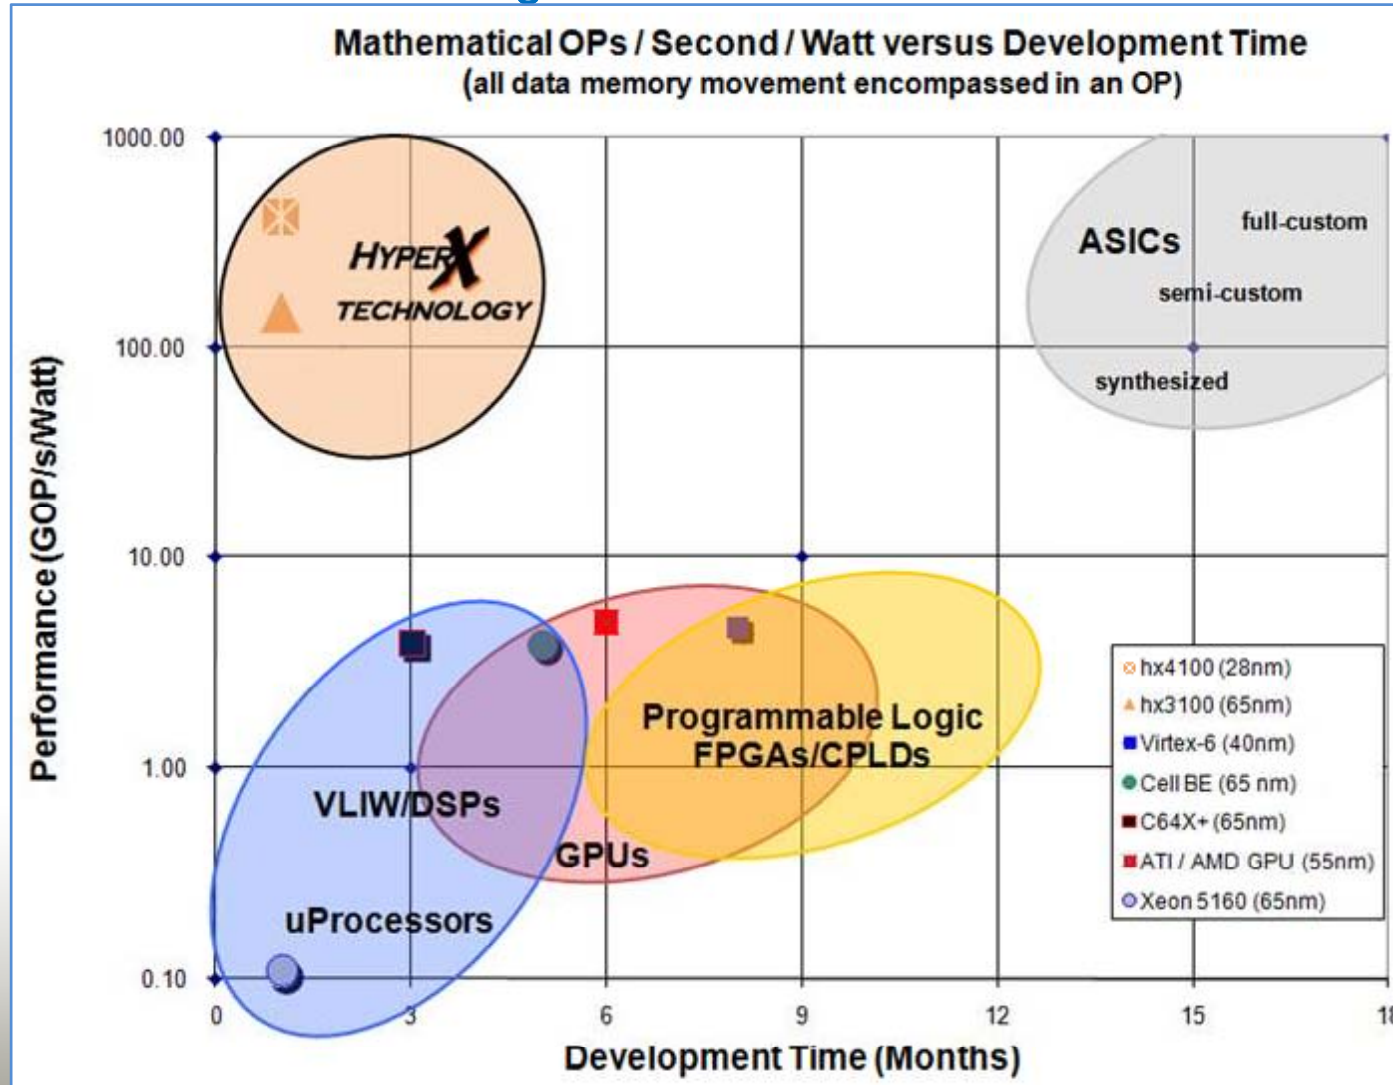 Mathematical OPs / Second / Watt versus Development Time
(all data memory movement encompassed in an OP)
1000.00
100.00
10.00
1.00
0.10
Performance (GOP/s/Watt)
HYPERX
TECHNOLOGY
ASICs
full-custom
semi-custom
synthesized
Programmable Logic
FPGAs/CPLDs
VLIW/DSPs
GPUs
uProcessors
hx4100 (28nm)
hx3100 (65nm)
Virtex-6 (40nm)
Cell BE (65 nm)
C64X+ (65nm)
ATI / AMD GPU (55nm)
Xeon 5160 (65nm)
0 3 6 9 12 15 18
Development Time (Months)